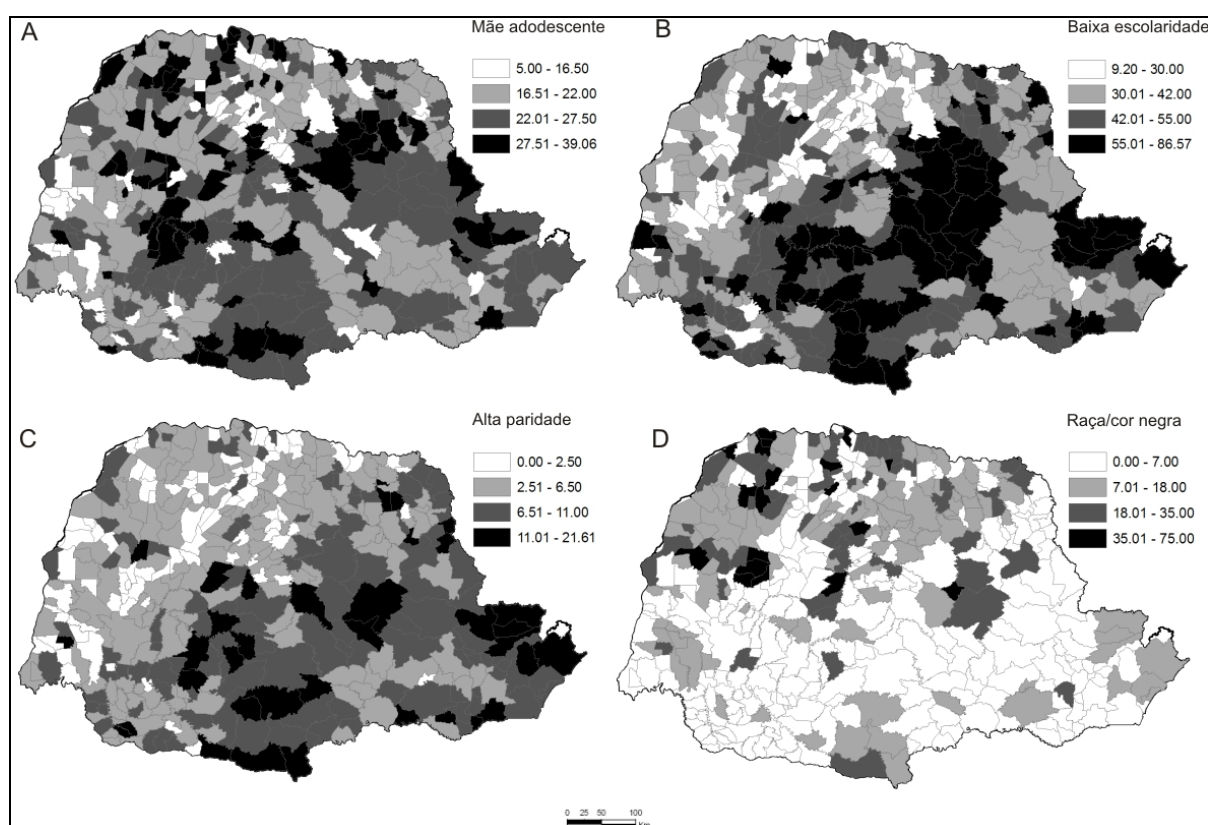 A
Mãe adodescente
5.00 - 16.50
16.51 - 22.00
22.01 - 27.50
27.51 - 39.06
B
Baixa escolaridade
9.20 - 30.00
30.01 - 42.00
42.01 - 55.00
55.01 - 86.57
C
Alta paridade
0.00 - 2.50
2.51 - 6.50
6.51 - 11.00
11.01 - 21.61
D
Raça/cor negra
0.00 - 7.00
7.01 - 18.00
18.01 - 35.00
35.01 - 75.00
0 25 50 100
Km